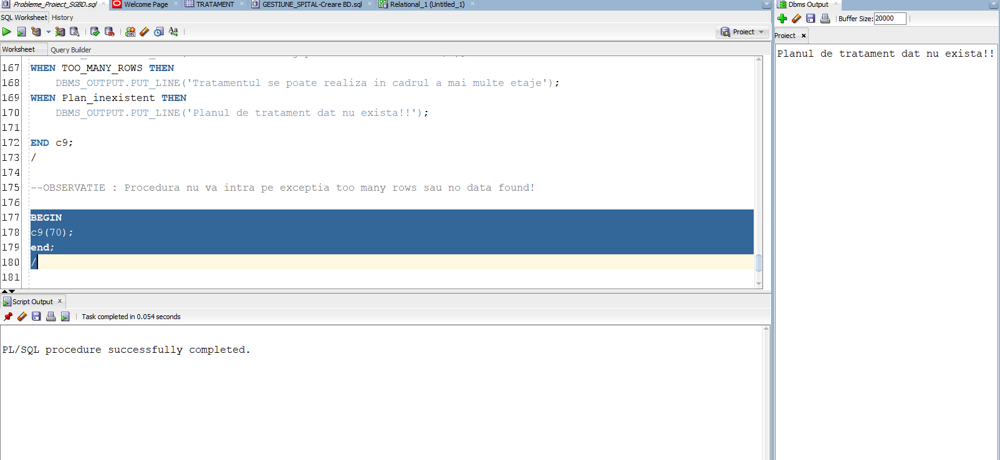 Probleme_Proiect_SGBD.sql
Welcome Page
TRATAMENT
GESTIUNE_SPITAL-Creare BD.sql
Relational_1 (Untitled_1)
SQL Worksheet History
Project
Worksheet Query Builder
167 WHEN TOO_MANY_ROWS THEN
168 DBMS_OUTPUT.PUT_LINE('Tratamentul se poate realiza in cadrul a mai multe etaje');
169 WHEN Plan_inexistent THEN
170 DBMS_OUTPUT.PUT_LINE('Planul de tratament dat nu exista!!');
171
172 END c9;
173 /
174
175 --OBSERVATIE : Procedura nu va intra pe exceptia too many rows sau no data found!
176
177 BEGIN
178 c9(70);
179 end;
180 /
181
Script Output
Task completed in 0.054 seconds
PL/SQL procedure successfully completed.
Dbms Output
Buffer Size: 20000
Project
Planul de tratament dat nu exista!!